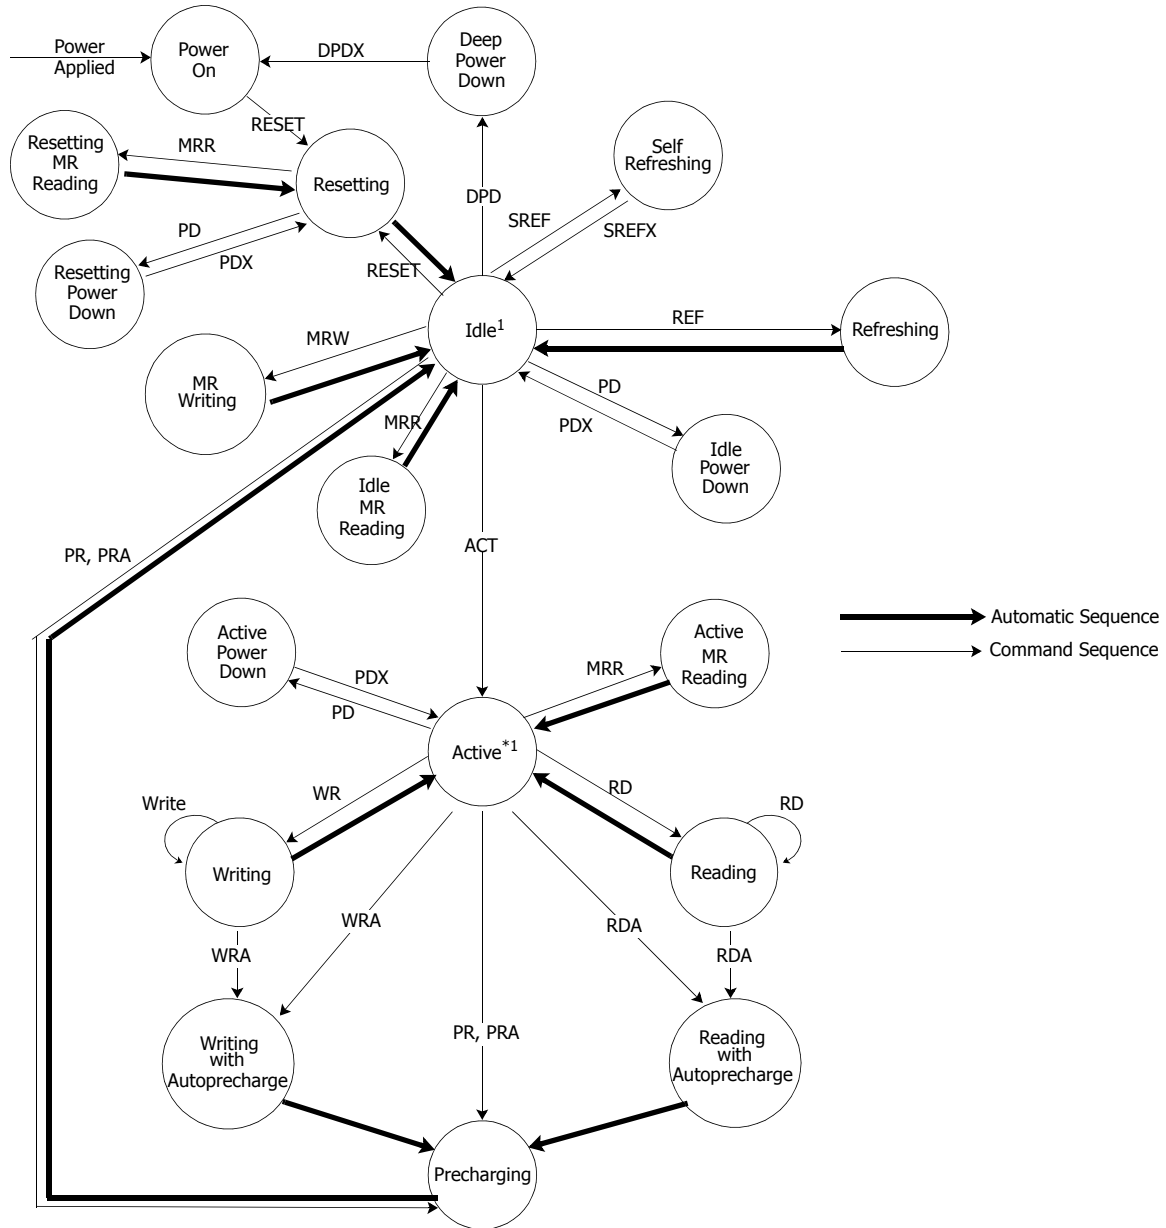 Power
Applied
Power
On
DPDX
Deep
Power
Down
RESET
Resetting
MR
Reading
MRR
Resetting
Self
Refreshing
DPD
SREF
SREFX
PD
PDX
Resetting
Power
Down
RESET
Idle1
REF
Refreshing
MRW
MR
Writing
MRR
PD
PDX
Idle
Power
Down
Idle
MR
Reading
ACT
PR, PRA
Automatic Sequence
Command Sequence
Active
Power
Down
PDX
PD
MRR
Active
MR
Reading
Active*1
WR
RD
Write
RD
Writing
Reading
WRA
WRA
RDA
RDA
Writing
with
Autoprecharge
PR, PRA
Reading
with
Autoprecharge
Precharging